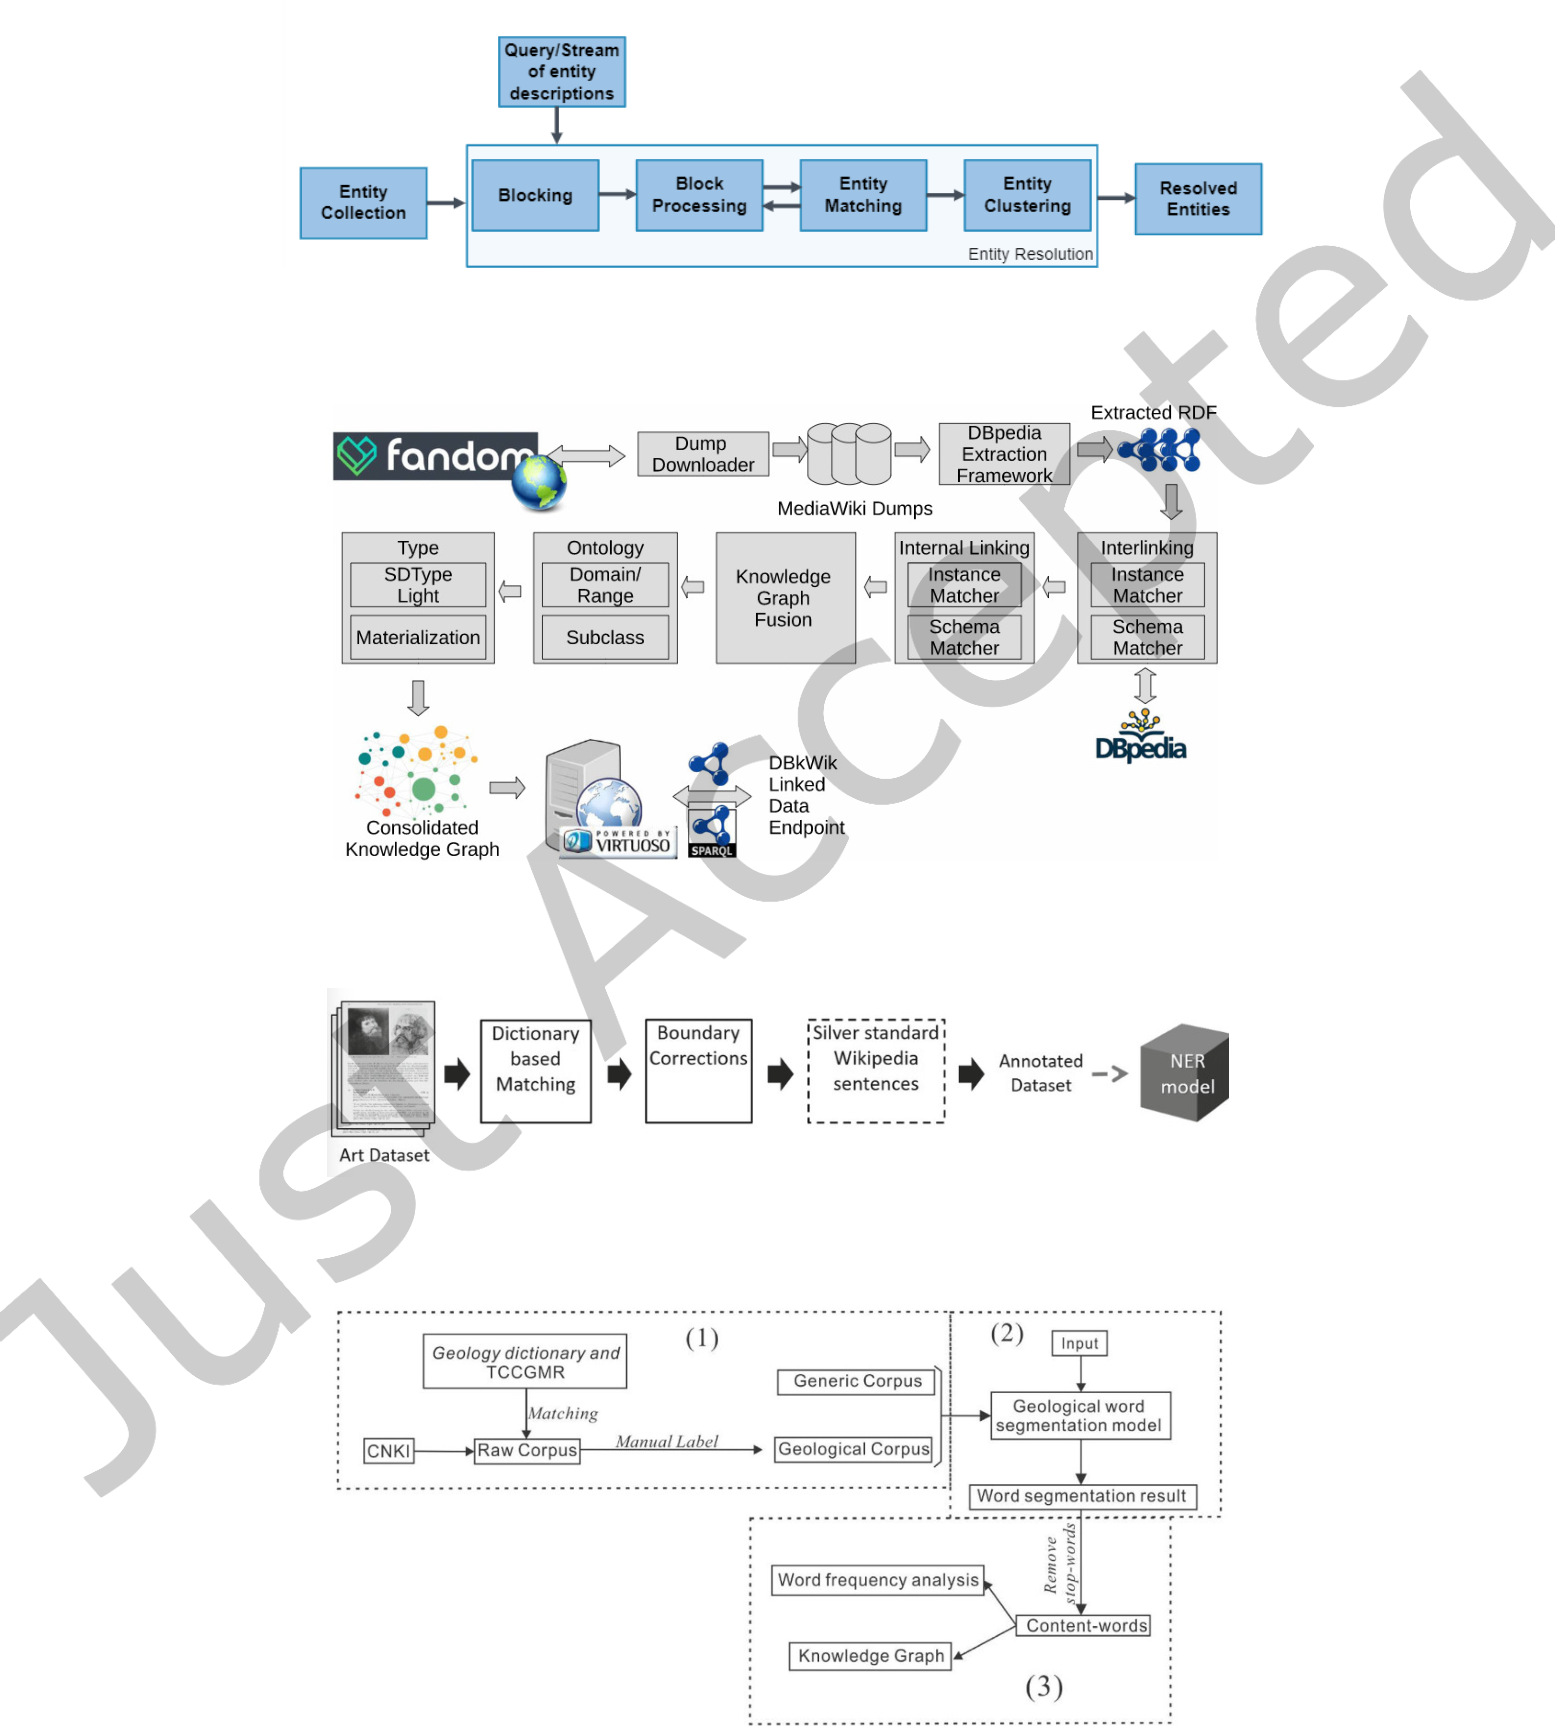 Query/Stream
of entity
descriptions
Entity
Collection
Blocking
Block
Processing
Entity
Matching
Entity
Clustering
Resolved
Entities
Entity Resolution
fandom
Dump
Downloader
MediaWiki Dumps
DBpedia
Extraction
Framework
Extracted RDF
Type
SDType
Light
Materialization
Ontology
Domain/
Range
Subclass
Knowledge
Graph
Fusion
Internal Linking
Instance
Matcher
Schema
Matcher
Interlinking
Instance
Matcher
Schema
Matcher
DBpedia
Consolidated
Knowledge Graph
POWERED BY
VIRTUOSO
SPARQL
DBkWik
Linked
Data
Endpoint
Art Dataset
Dictionary
based
Matching
Boundary
Corrections
Silver standard
Wikipedia
sentences
Annotated
Dataset
NER
model
(1)
Geology dictionary and
TCCGMR
Matching
CNKI
Raw Corpus
Manual Label
Generic Corpus
Geological Corpus
(2)
Input
Geological word
segmentation model
Word segmentation result
Remove
stop-words
Word frequency analysis
Content-words
Knowledge Graph
(3)
Just Accepted